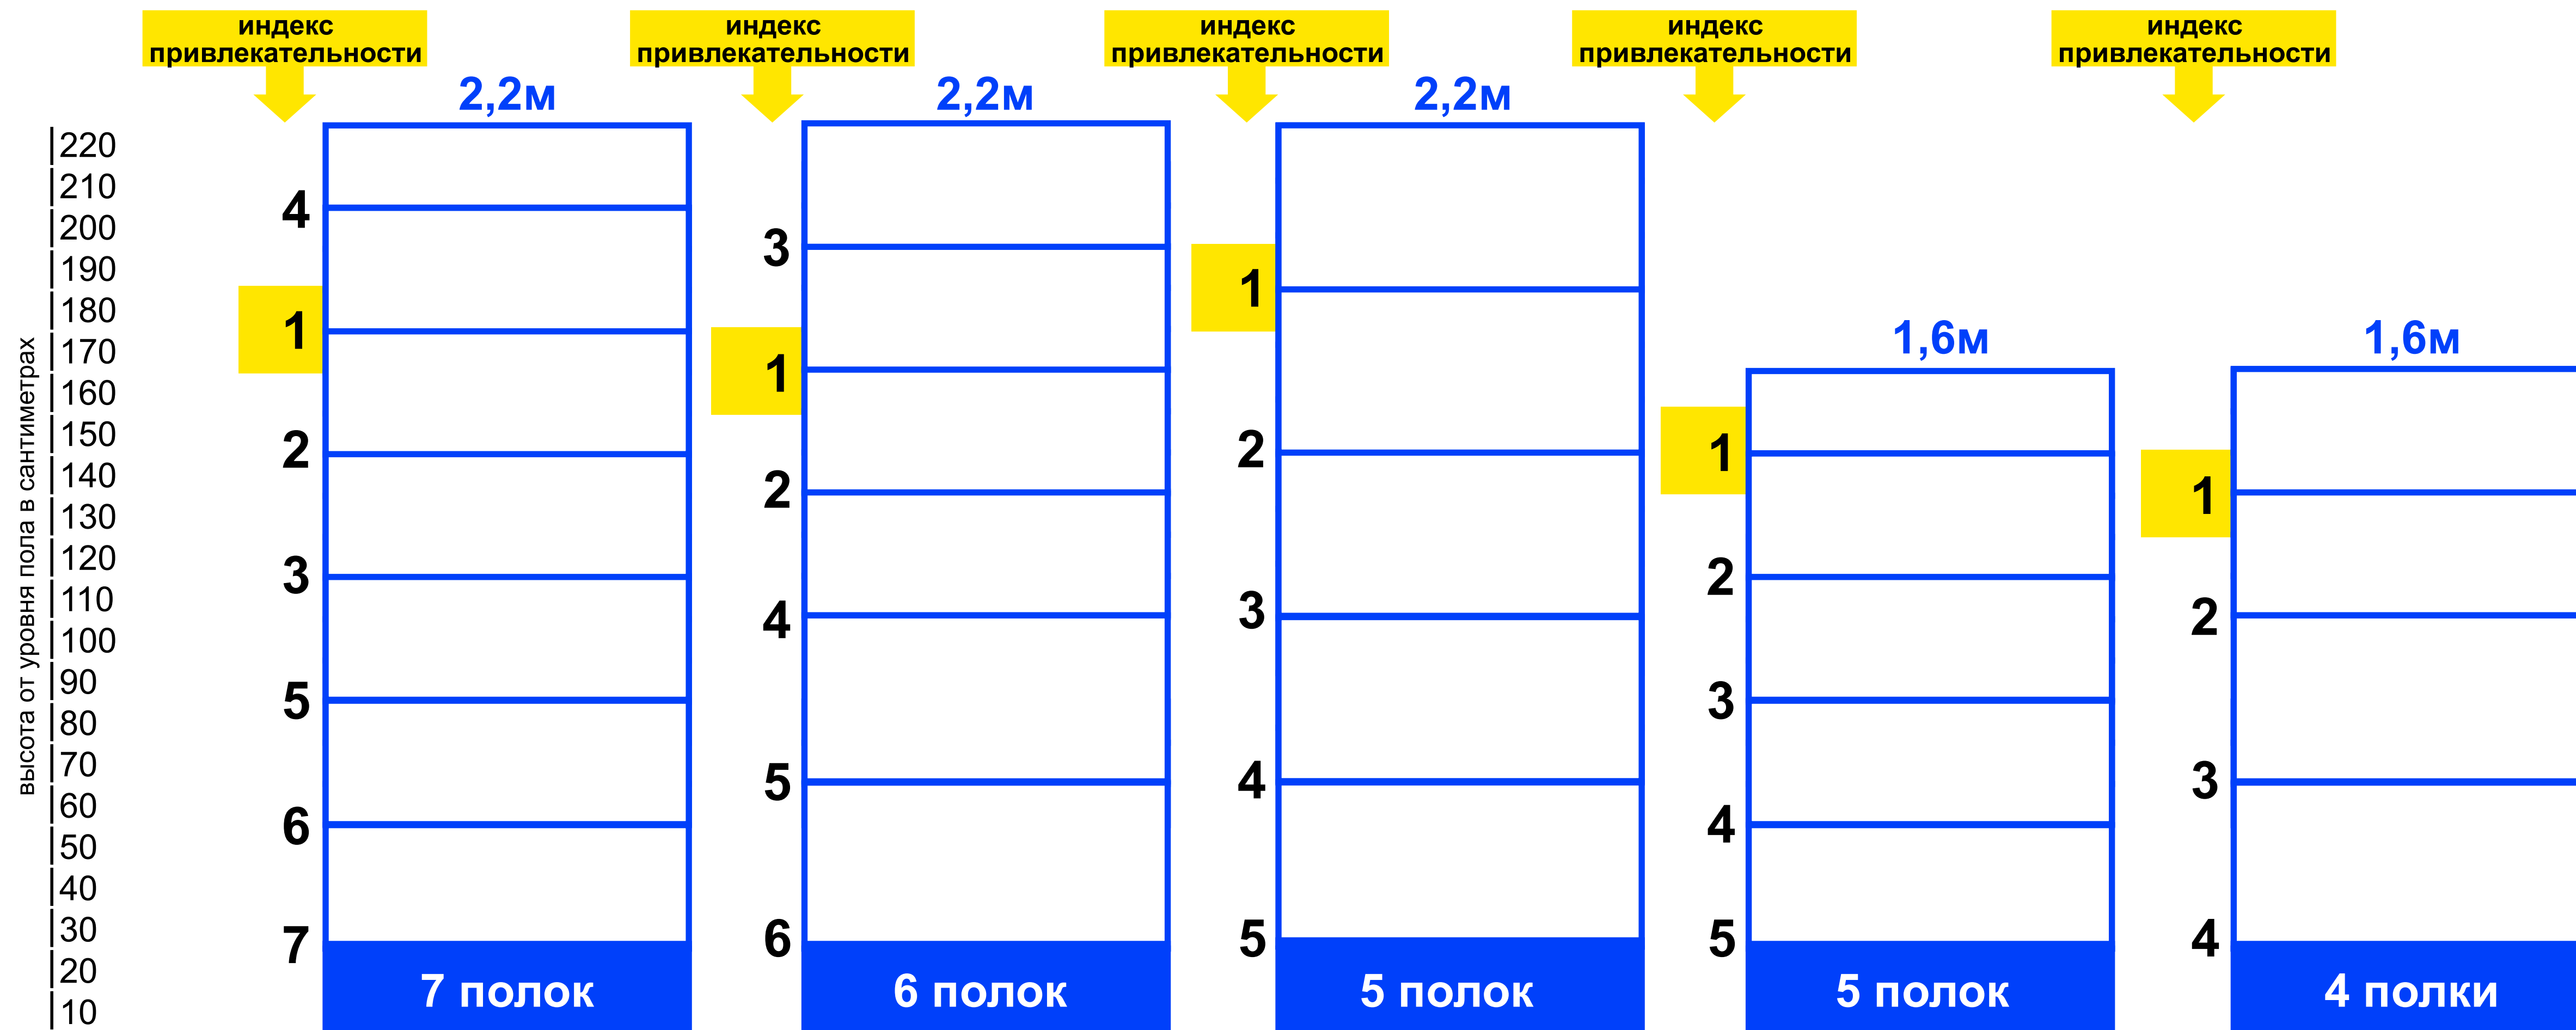 индекс
привлекательности
индекс
привлекательности
индекс
привлекательности
индекс
привлекательности
индекс
привлекательности
2,2м
2,2м
2,2м
1,6м
1,6м
высота от уровня пола в сантиметрах
220
210
200
190
180
170
160
150
140
130
120
110
100
90
80
70
60
50
40
30
20
10
4
1
2
3
5
6
7
7 полок
3
1
2
4
5
6
6 полок
1
2
3
4
5
5 полок
1
2
3
4
5
5 полок
1
2
3
4
4 полки